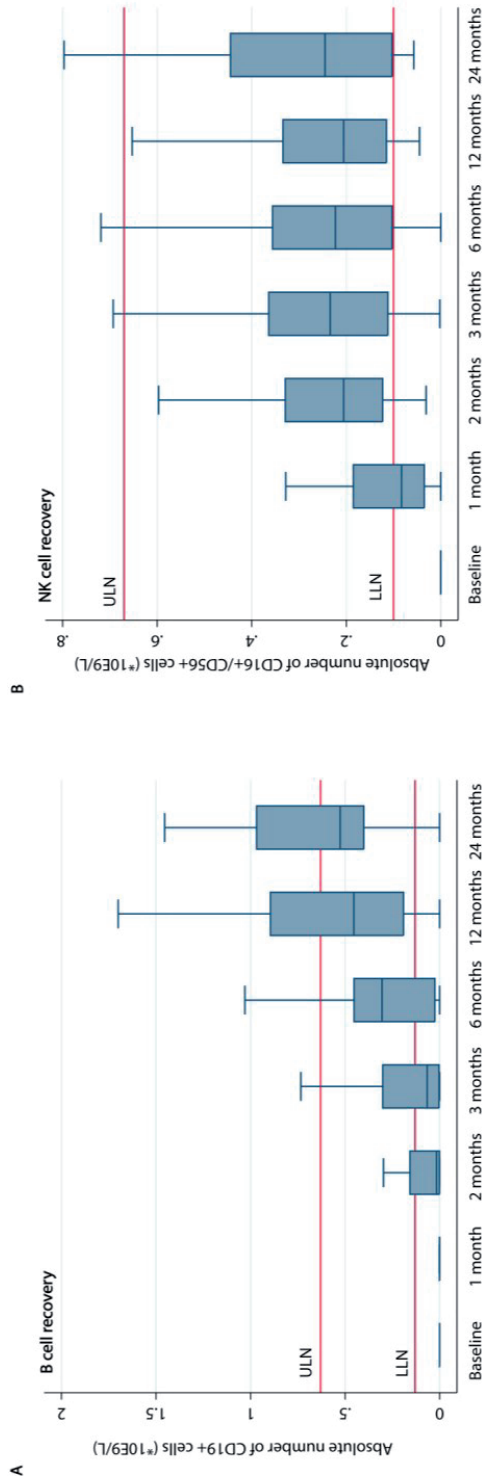 A
B cell recovery
Absolute number of CD19+ cells (*10E9/L)
2
1.5
1
.5
0
ULN
LLN
Baseline
1 month
2 months
3 months
6 months
12 months
24 months
B
NK cell recovery
Absolute number of CD16+/CD56+ cells (*10E9/L)
.8
.6
.4
.2
0
ULN
LLN
Baseline
1 month
2 months
3 months
6 months
12 months
24 months